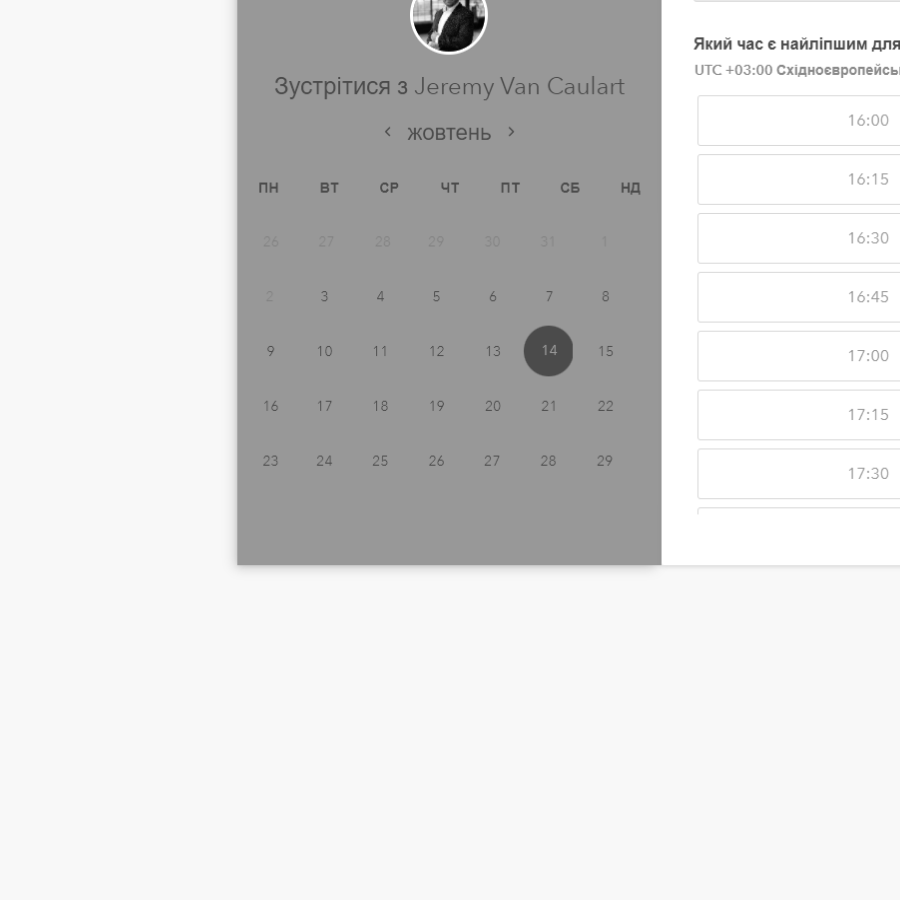 Зустрітися з Jeremy Van Caulart
‹ жовтень ›
ПН ВТ СР ЧТ ПТ СБ НД
26 27 28 29 30 31 1
2 3 4 5 6 7 8
9 10 11 12 13 14 15
16 17 18 19 20 21 22
23 24 25 26 27 28 29
Який час є найліпшим для
UTC +03:00
16:00
16:15
16:30
16:45
17:00
17:15
17:30